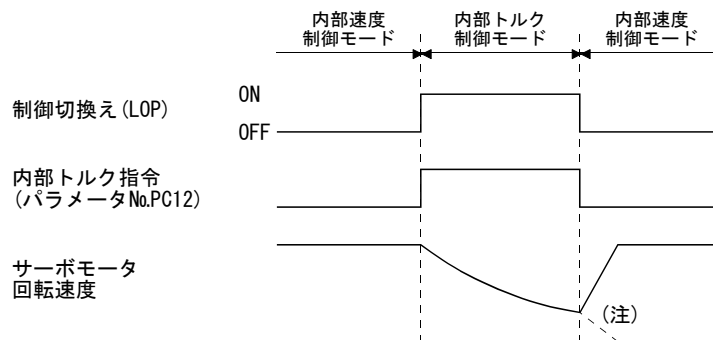 内部速度
制御モード
内部トルク
制御モード
内部速度
制御モード
制御切換え(LOP)
ON
OFF
内部トルク指令
(パラメータNo.PC12)
サーボモータ
回転速度
(注)